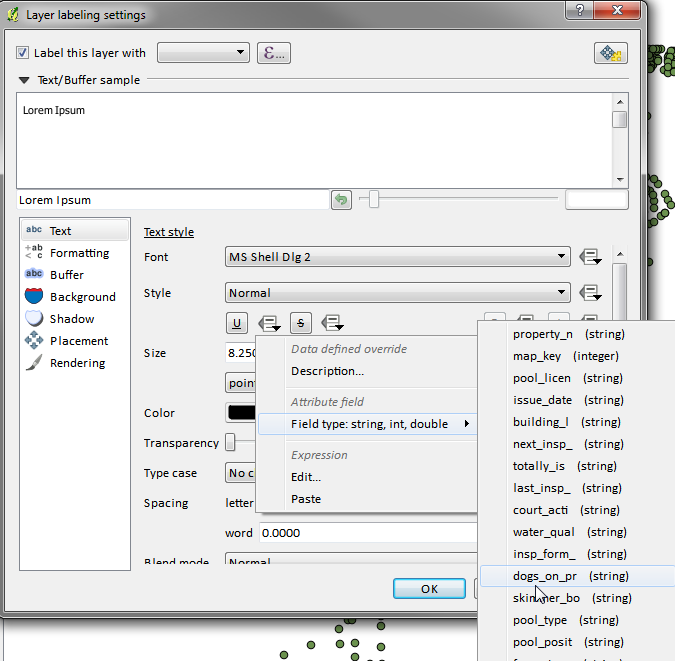 Layer labeling settings
?
Label this layer with
ε...
Text/Buffer sample
Lorem Ipsum
Lorem Ipsum
abc Text
Formatting
abc Buffer
Background
Shadow
Placement
Rendering
Text style
Font MS Shell Dlg 2
Style Normal
U S
Size 8.250
Color
Transparency
Type case
Spacing letter
word 0.0000
Blend mode Normal
OK
Data defined override
Description...
Attribute field
Field type: string, int, double
Expression
Edit...
Paste
property_n (string)
map_key (integer)
pool_licen (string)
issue_date (string)
building_l (string)
next_insp_ (string)
totally_is (string)
last_insp_ (string)
court_acti (string)
water_qual (string)
insp_form_ (string)
dogs_on_pr (string)
pool_type (string)
pool_posit (string)